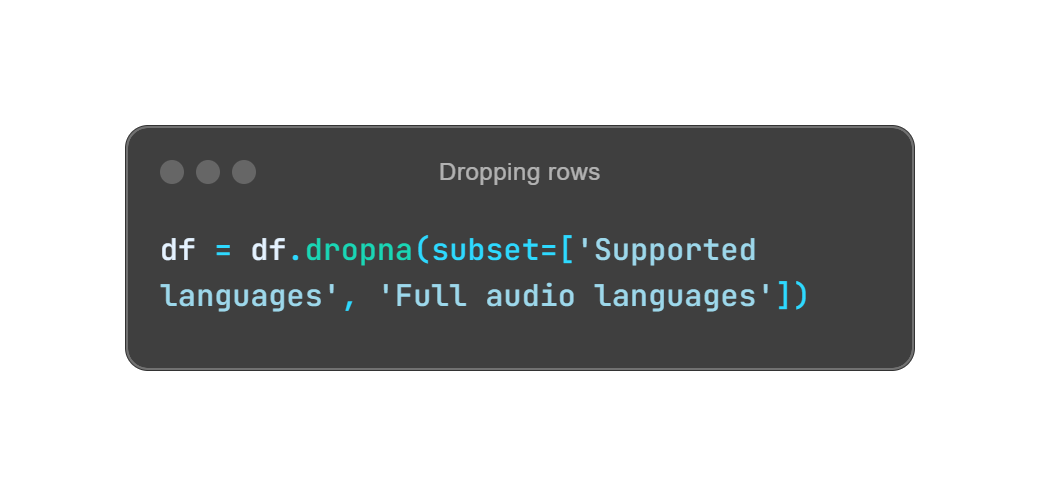 Dropping rows
df = df.dropna(subset=['Supported
languages', 'Full audio languages'])